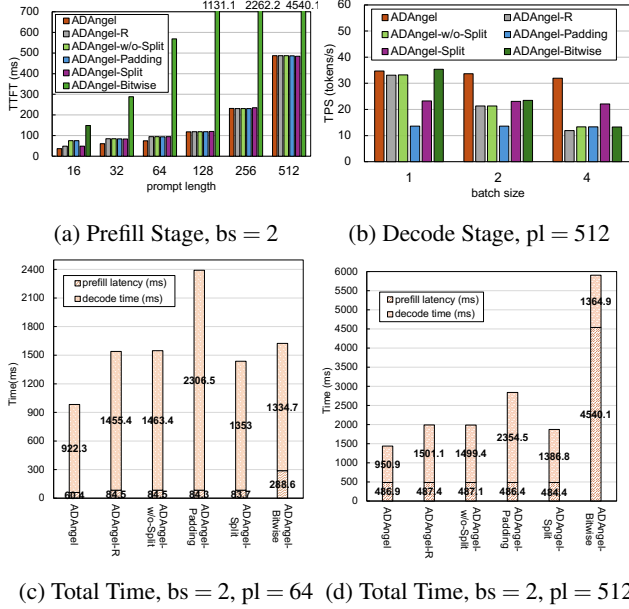 1131.1 2262.2 4540.1
TTFT (ms)
700
600
500
400
300
200
100
0
ADAngel
ADAngel-R
ADAngel-w/o-Split
ADAngel-Padding
ADAngel-Split
ADAngel-Bitwise
16 32 64 128 256 512
prompt length
(a) Prefill Stage, bs = 2
TPS (tokens/s)
60
50
40
30
20
10
0
ADAngel ADAngel-R
ADAngel-w/o-Split ADAngel-Padding
ADAngel-Split ADAngel-Bitwise
1 2 4
batch size
(b) Decode Stage, pl = 512
Time(ms)
2400
2100
1800
1500
1200
900
600
300
0
prefill latency (ms)
decode time (ms)
922.3 1455.4 1463.4 2306.5 1353 1334.7
60.4 84.5 84.5 84.3 83.7 288.6
ADAngel
ADAngel-R
ADAngel-
w/o-Split
ADAngel-
Padding
ADAngel-
Split
ADAngel-
Bitwise
(c) Total Time, bs = 2, pl = 64
Time (ms)
6000
5500
5000
4500
4000
3500
3000
2500
2000
1500
1000
500
0
prefill latency (ms)
decode time (ms)
950.9 1501.1 1499.4 2354.5 1386.8 1364.9
486.9 487.4 487.1 486.4 484.4 4540.1
ADAngel
ADAngel-R
ADAngel-
w/o-Split
ADAngel-
Padding
ADAngel-
Split
ADAngel-
Bitwise
(d) Total Time, bs = 2, pl = 512